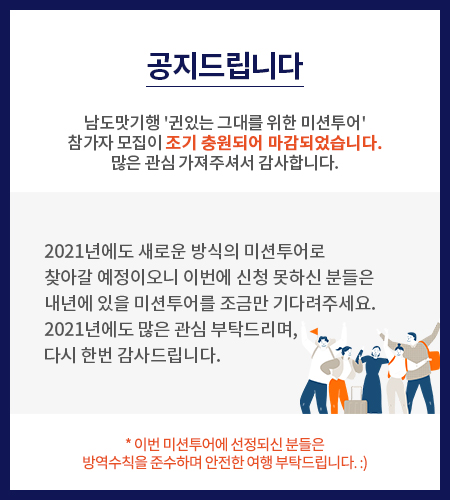 공지드립니다
남도맛기행 '귄있는 그대를 위한 미션투어'
참가자 모집이 조기 충원되어 마감되었습니다.
많은 관심 가져주셔서 감사합니다.
2021년에도 새로운 방식의 미션투어로
찾아갈 예정이오니 이번에 신청 못하신 분들은
내년에 있을 미션투어를 조금만 기다려주세요.
2021년에도 많은 관심 부탁드리며,
다시 한번 감사드립니다.
* 이번 미션투어에 선정되신 분들은
방역수칙을 준수하며 안전한 여행 부탁드립니다. :)